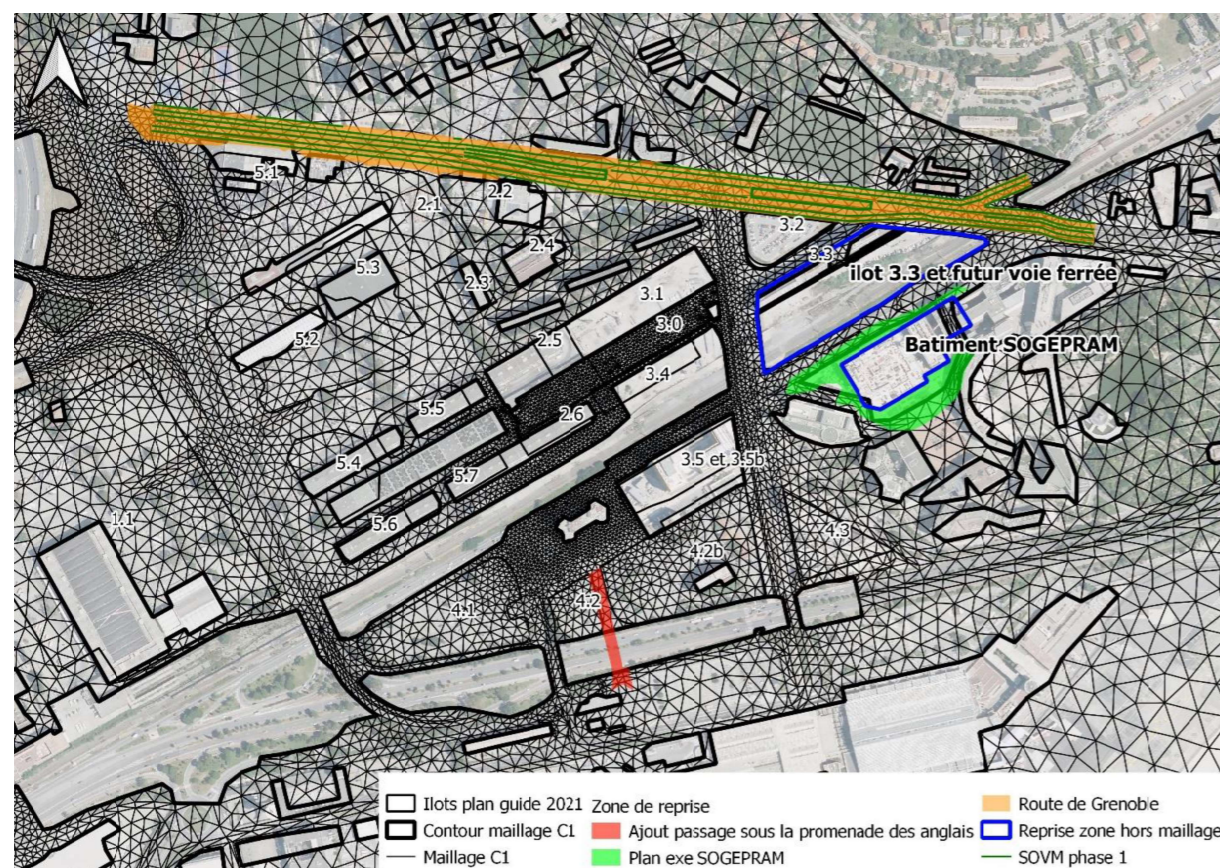 5.1
2.1
2.2
3.2
2.4
3.3
5.3
2.3
ilot 3.3 et futur voie ferrée
3.1
3.0
5.2
2.5
Batiment SOGEPRAM
3.4
5.5
2.6
5.4
5.7
3.5 et 3.5b
5.6
1.1
4.3
4.2b
4.1
4.2
Ilots plan guide 2021
Contour maillage C1
Maillage C1
Zone de reprise
Ajout passage sous la promenade des anglais
Plan exe SOGEPRAM
Route de Grenoble
Reprise zone hors maillage
SOVM phase 1